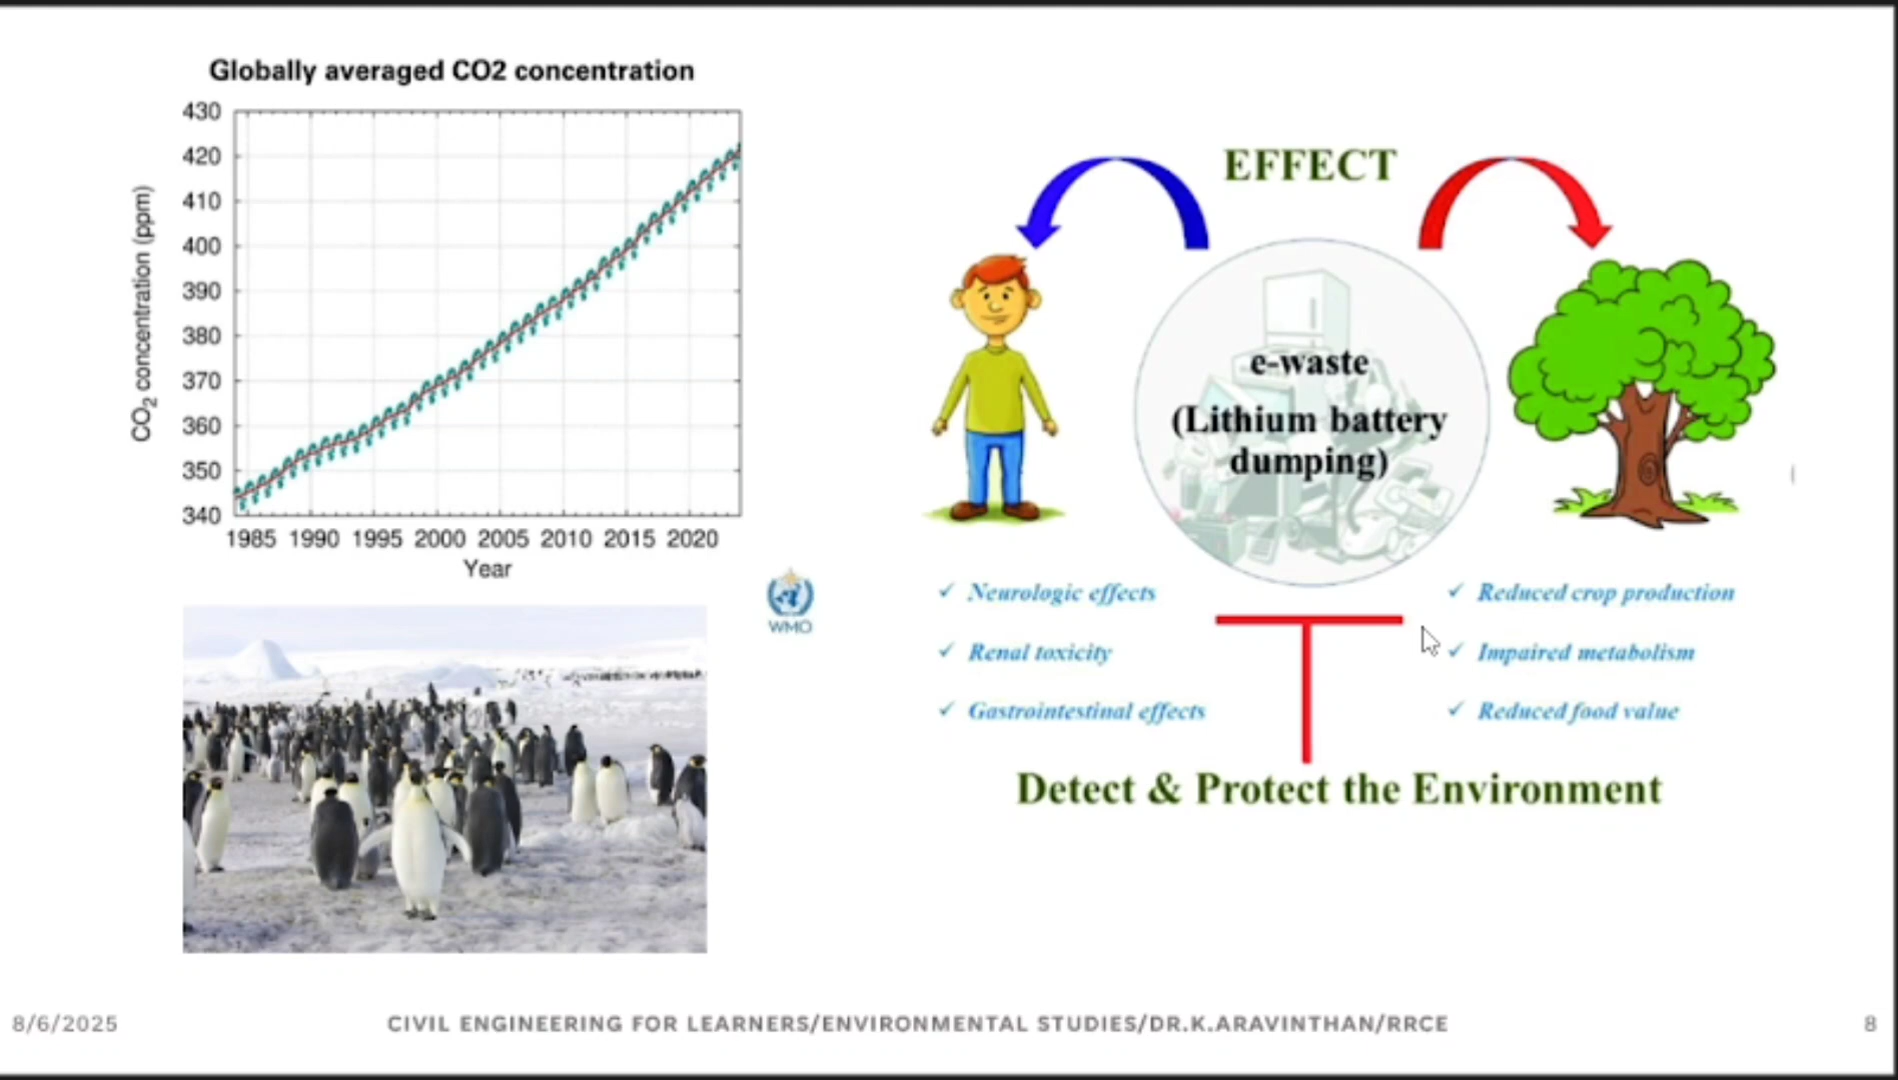 Globally averaged CO2 concentration
430
420
410
400
390
380
370
360
350
340
CO2 concentration (ppm)
1985 1990 1995 2000 2005 2010 2015 2020
Year
WMO
EFFECT
e-waste
(Lithium battery
dumping)
✓ Neurologic effects
✓ Renal toxicity
✓ Gastrointestinal effects
✓ Reduced crop production
✓ Impaired metabolism
✓ Reduced food value
Detect & Protect the Environment
8/6/2025
CIVIL ENGINEERING FOR LEARNERS/ENVIRONMENTAL STUDIES/DR.K.ARAVINTHAN/RRCE
8